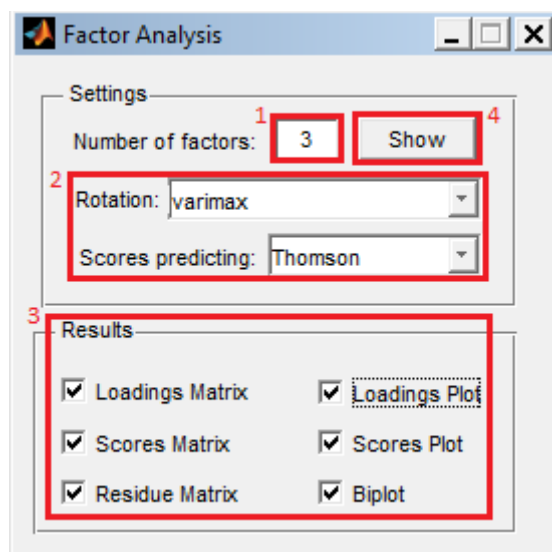 Factor Analysis
Settings
1
4
Number of factors: 3 Show
2
Rotation: varimax
Scores predicting: Thomson
3
Results
Loadings Matrix Loadings Plot
Scores Matrix Scores Plot
Residue Matrix Biplot